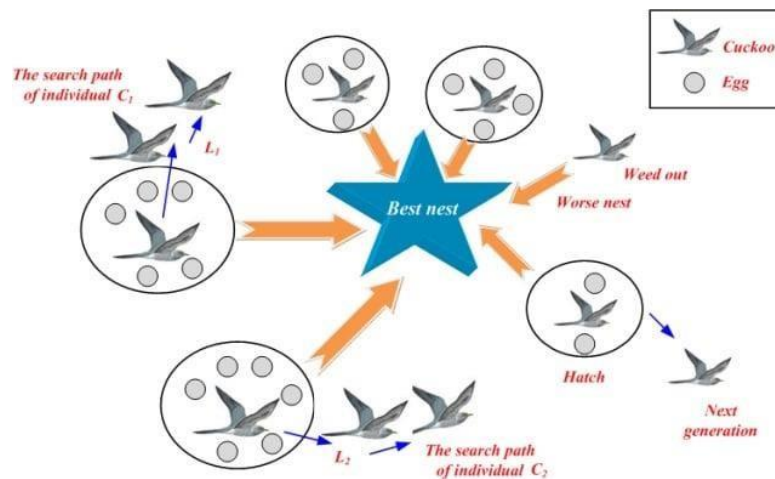 Cuckoo
Egg
The search path
of individual C₁
L₁
Best nest
Weed out
Worse nest
Hatch
Next
generation
L₂
The search path
of individual C₂